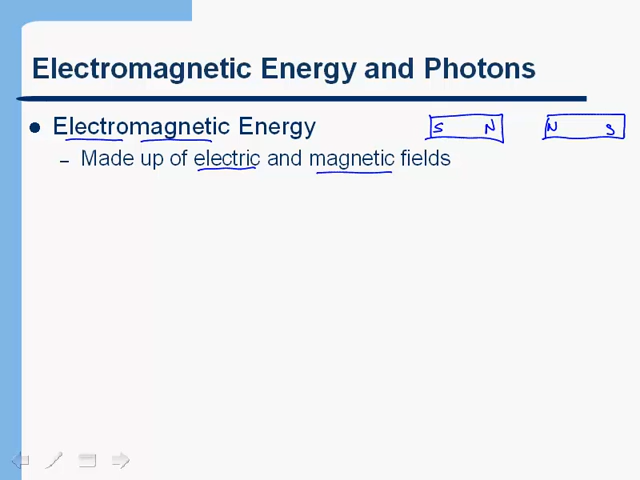 Electromagnetic Energy and Photons
● Electromagnetic Energy
S N N S
– Made up of electric and magnetic fields